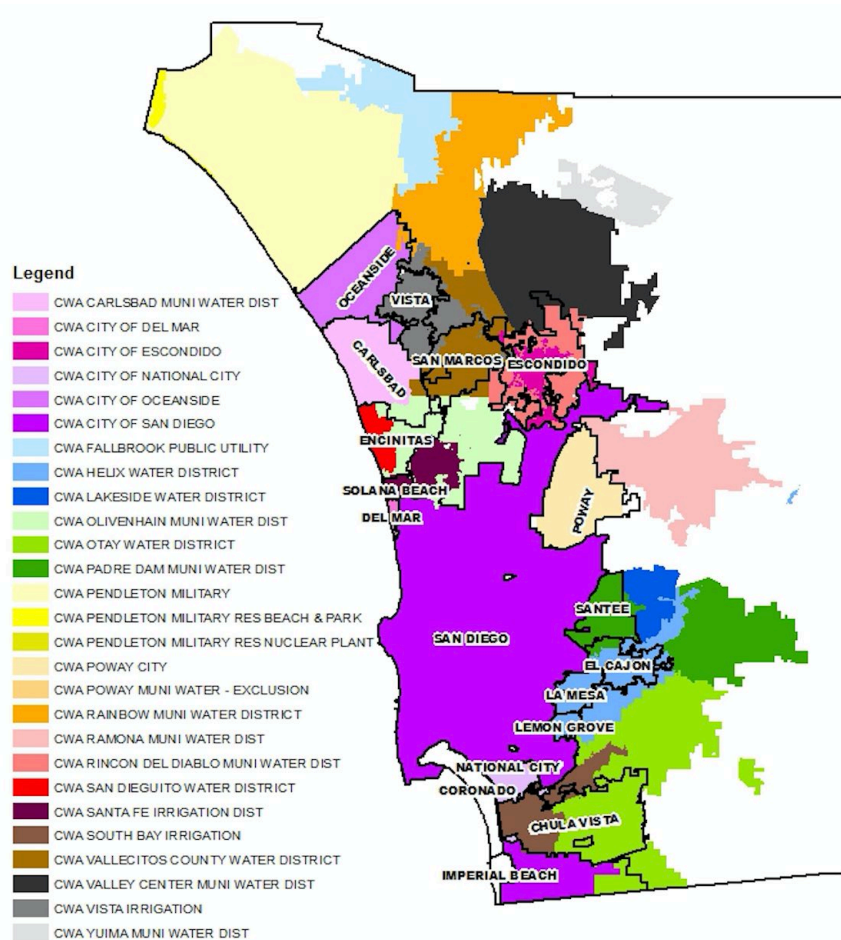 Legend
CWA CARLSBAD MUNI WATER DIST
CWA CITY OF DEL MAR
CWA CITY OF ESCONDIDO
CWA CITY OF NATIONAL CITY
CWA CITY OF OCEANSIDE
CWA CITY OF SAN DIEGO
CWA FALLBROOK PUBLIC UTILITY
CWA HELIX WATER DISTRICT
CWA LAKESIDE WATER DISTRICT
CWA OLIVENHAIN MUNI WATER DIST
CWA OTAY WATER DISTRICT
CWA PADRE DAM MUNI WATER DIST
CWA PENDLETON MILITARY
CWA PENDLETON MILITARY RES BEACH & PARK
CWA PENDLETON MILITARY RES NUCLEAR PLANT
CWA POWAY CITY
CWA POWAY MUNI WATER - EXCLUSION
CWA RAINBOW MUNI WATER DISTRICT
CWA RAMONA MUNI WATER DIST
CWA RINCON DEL DIABLO MUNI WATER DIST
CWA SAN DIEGUITO WATER DISTRICT
CWA SANTA FE IRRIGATION DIST
CWA SOUTH BAY IRRIGATION
CWA VALLECITOS COUNTY WATER DISTRICT
CWA VALLEY CENTER MUNI WATER DIST
CWA VISTA IRRIGATION
CWA YUIMA MUNI WATER DIST
OCEANSIDE
VISTA
CARLSBAD
SAN MARCOS
ESCONDIDO
ENCINITAS
SOLANA BEACH
DEL MAR
POWAY
SANTEE
SAN DIEGO
EL CAJON
LA MESA
LEMON GROVE
NATIONAL CITY
CORONADO
CHULA VISTA
IMPERIAL BEACH